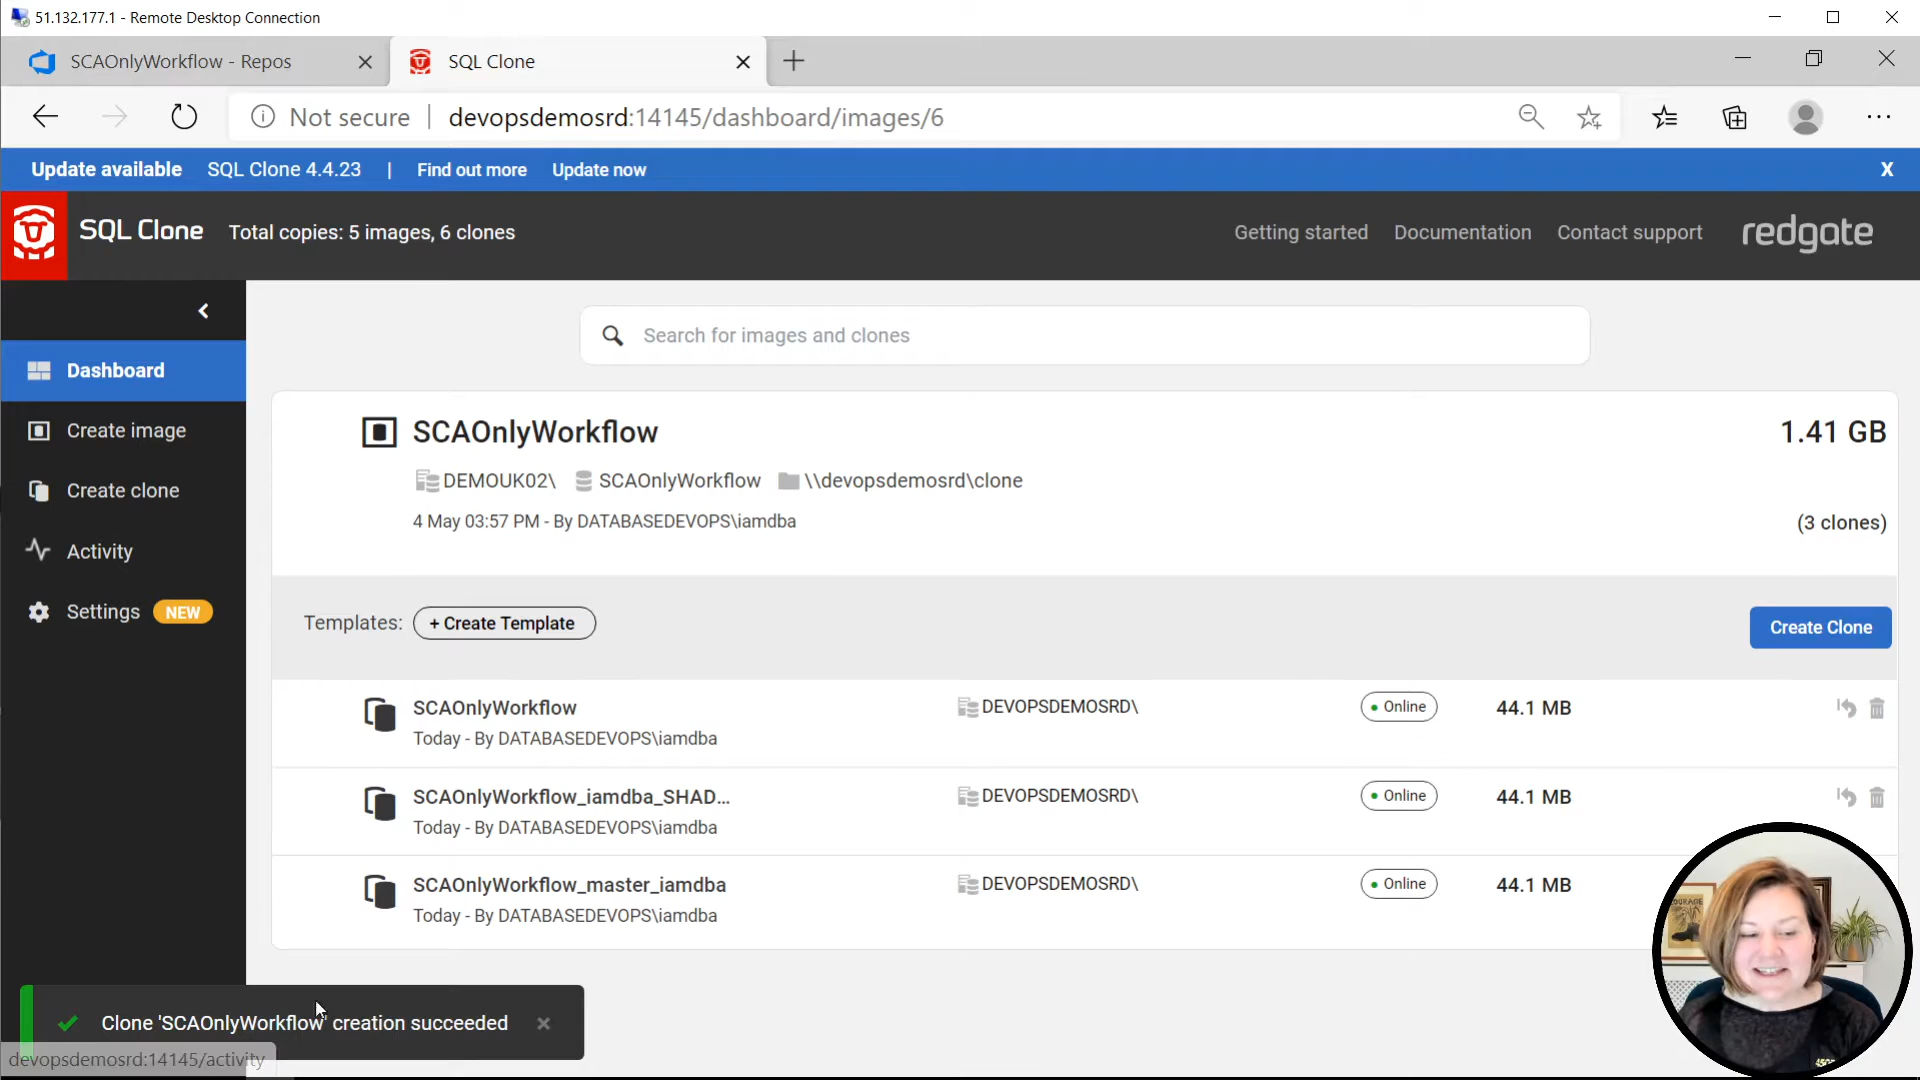 51.132.177.1 - Remote Desktop Connection
SCAOnlyWorkflow - Repos
SQL Clone
Not secure
devopsdemosrd:14145/dashboard/images/6
Update available SQL Clone 4.4.23 | Find out more Update now X
SQL Clone Total copies: 5 images, 6 clones
Getting started Documentation Contact support redgate
Dashboard
Create image
Create clone
Activity
Settings NEW
Search for images and clones
SCAOnlyWorkflow 1.41 GB
DEMOUK02\ SCAOnlyWorkflow \\devopsdemosrd\clone
4 May 03:57 PM - By DATABASEDEVOPS\iamdba (3 clones)
Templates: + Create Template Create Clone
SCAOnlyWorkflow DEVOPSDEMOSRD\ Online 44.1 MB
Today - By DATABASEDEVOPS\iamdba
SCAOnlyWorkflow_iamdba_SHAD... DEVOPSDEMOSRD\ Online 44.1 MB
Today - By DATABASEDEVOPS\iamdba
SCAOnlyWorkflow_master_iamdba DEVOPSDEMOSRD\ Online 44.1 MB
Today - By DATABASEDEVOPS\iamdba
Clone 'SCAOnlyWorkflow' creation succeeded
devopsdemosrd:14145/activity